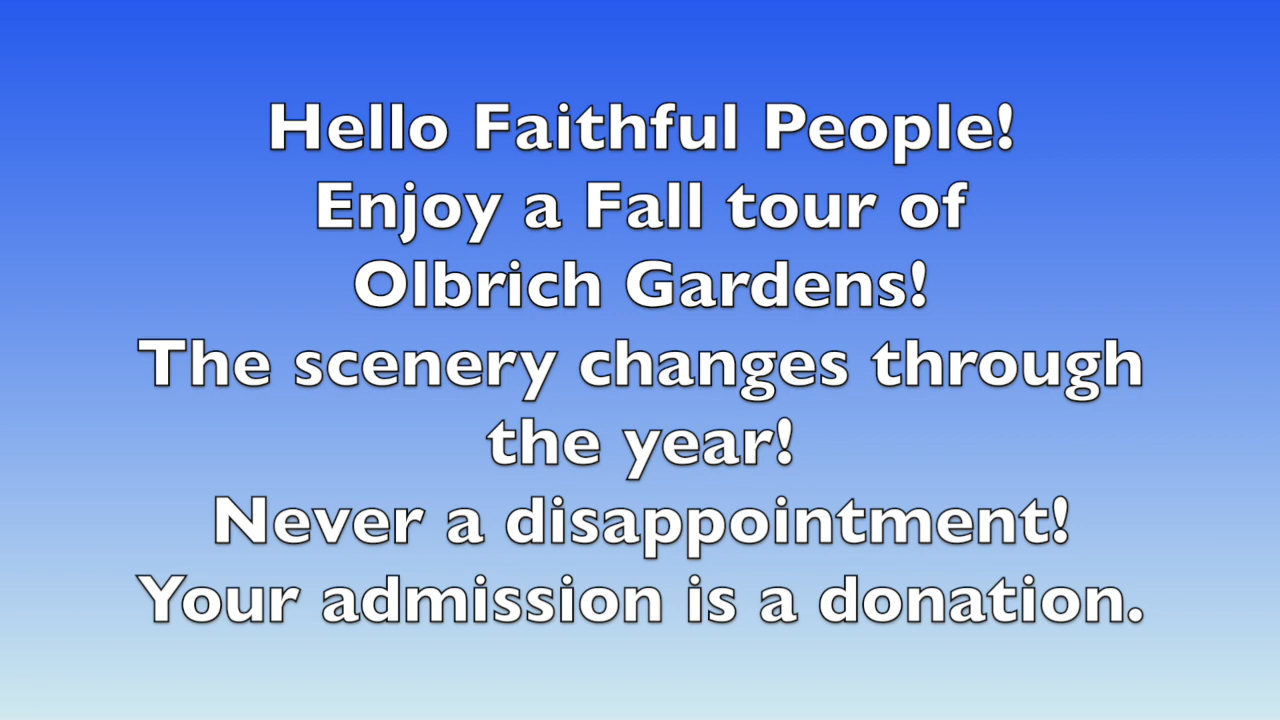 Hello Faithful People!
Enjoy a Fall tour of
Olbrich Gardens!
The scenery changes through
the year!
Never a disappointment!
Your admission is a donation.